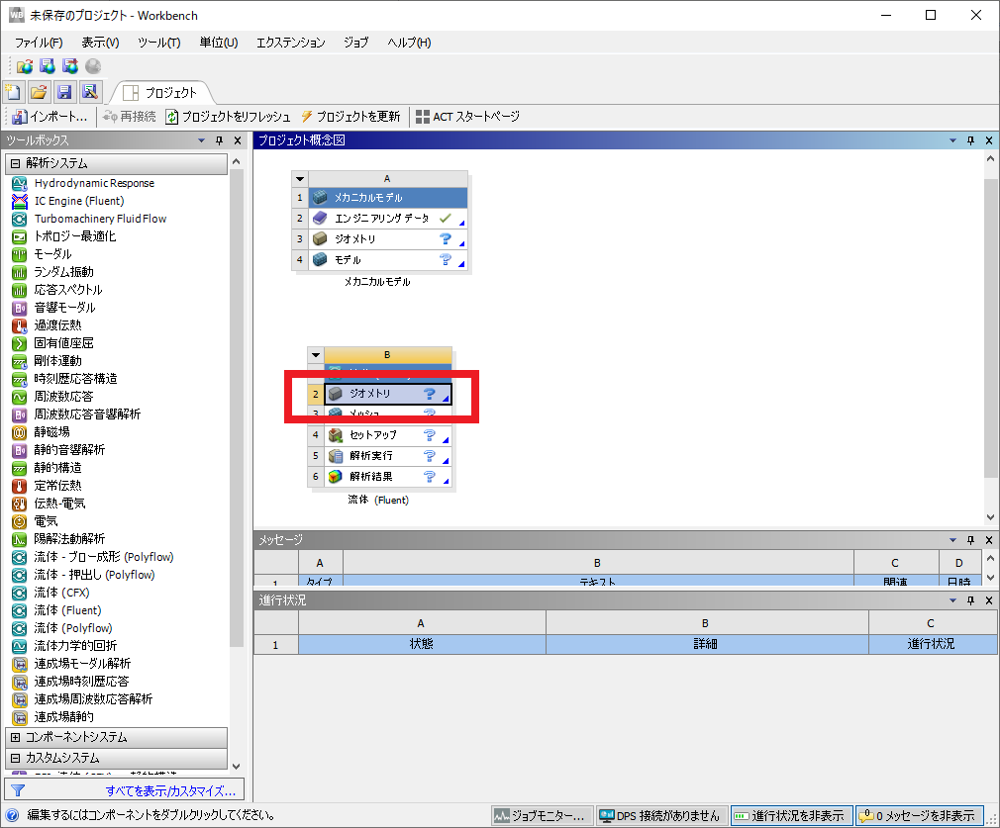 未保存のプロジェクト - Workbench
ファイル(F) 表示(V) ツール(T) 単位(U) エクステンション ジョブ ヘルプ(H)
プロジェクト
インポート... 再接続 プロジェクトをリフレッシュ プロジェクトを更新 ACT スタートページ
ツールボックス
解析システム
Hydrodynamic Response
IC Engine (Fluent)
Turbomachinery Fluid Flow
トポロジー最適化
モーダル
ランダム振動
応答スペクトル
音響モーダル
過渡伝熱
固有値座屈
剛体運動
時刻歴応答構造
周波数応答
周波数応答音響解析
静磁場
静的音響解析
静的構造
定常伝熱
伝熱-電気
電気
陽解法動解析
流体 - ブロー成形 (Polyflow)
流体 - 押出し (Polyflow)
流体 (CFX)
流体 (Fluent)
流体 (Polyflow)
流体力学的回折
連成場モーダル解析
連成場時刻歴応答
連成場周波数応答解析
連成場静的
コンポーネントシステム
カスタムシステム
すべてを表示/カスタマイズ...
プロジェクト概念図
A
1 メカニカルモデル
2 エンジニアリング データ
3 ジオメトリ
4 モデル
メカニカルモデル
B
2 ジオメトリ
3 メッシュ
4 セットアップ
5 解析実行
6 解析結果
流体 (Fluent)
メッセージ
A B C D
1 タイプ テキスト 関連 日時
進行状況
A B C
1 状態 詳細 進行状況
編集するにはコンポーネントをダブルクリックしてください。 ジョブモニター... DPS 接続がありません 進行状況を非表示 0 メッセージを非表示